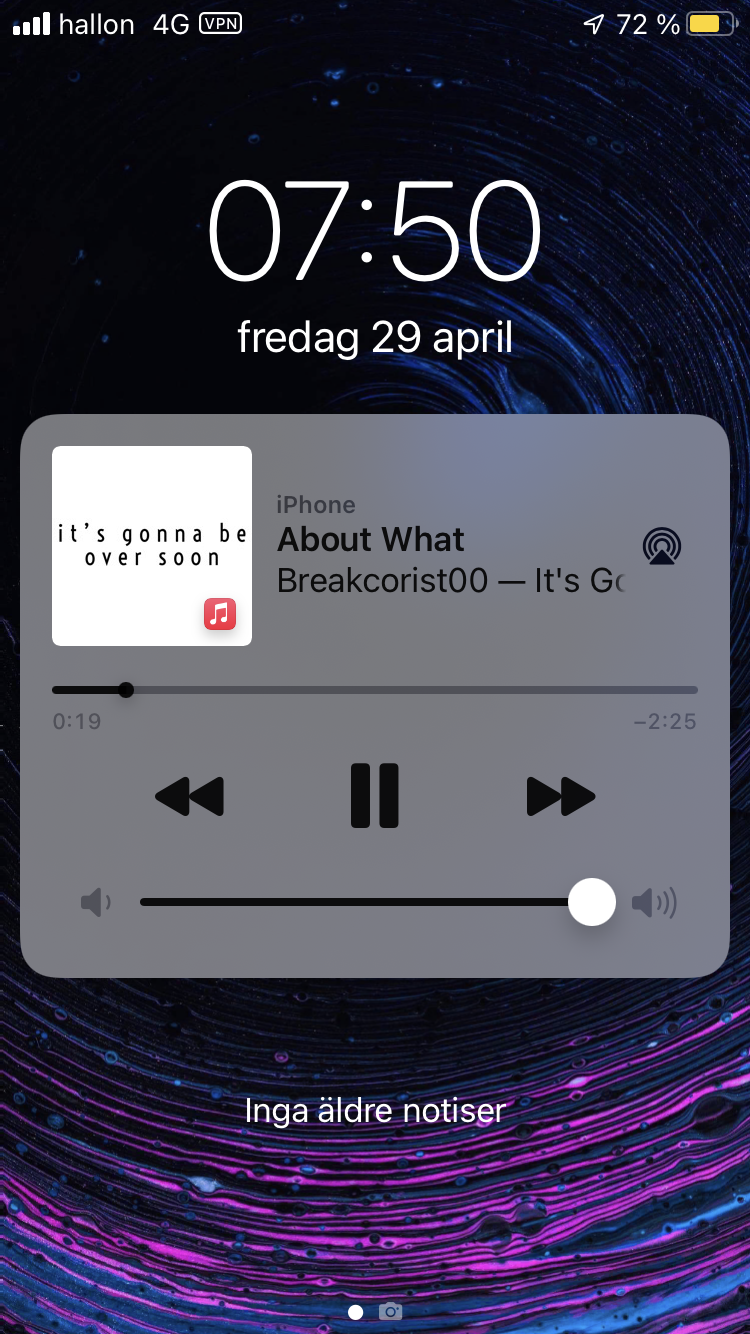 hallon 4G VPN 72 %
07:50
fredag 29 april
it's gonna be
over soon
iPhone
About What
Breakcorist00 — It's G
0:19 −2:25
Inga äldre notiser